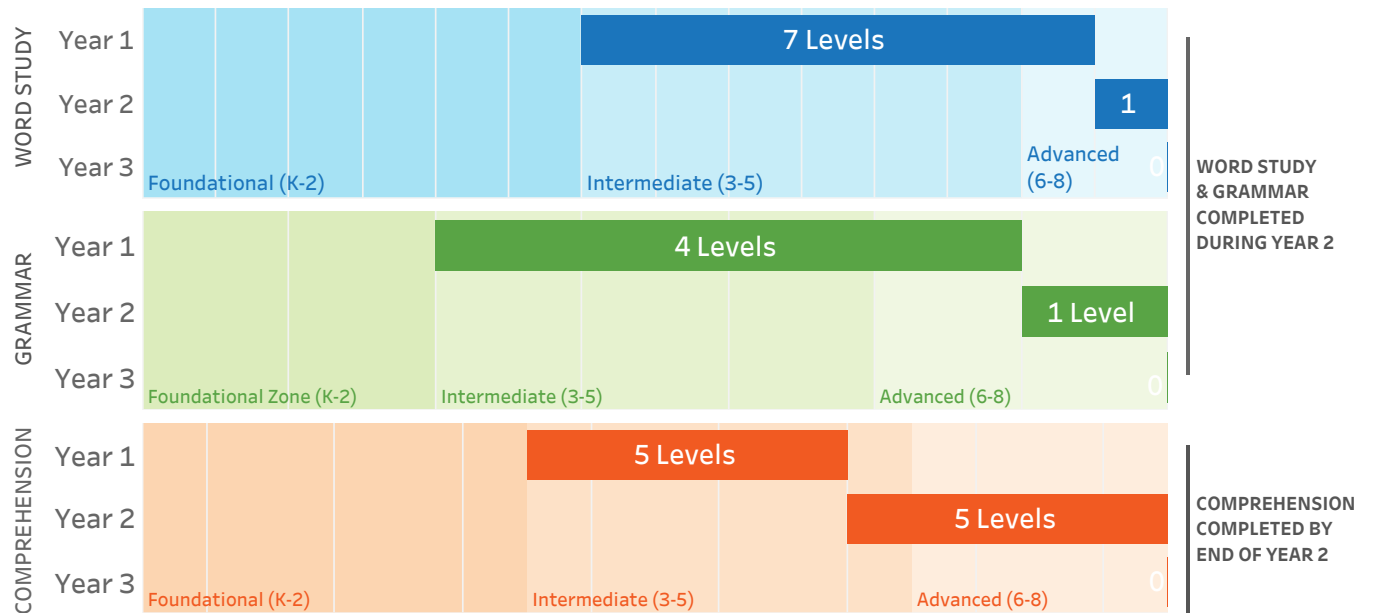 WORD STUDY
Year 1
7 Levels
Year 2
1
Year 3
0
Foundational (K-2)
Intermediate (3-5)
Advanced
(6-8)
WORD STUDY
& GRAMMAR
COMPLETED
DURING YEAR 2
GRAMMAR
Year 1
4 Levels
Year 2
1 Level
Year 3
0
Foundational Zone (K-2)
Intermediate (3-5)
Advanced (6-8)
COMPREHENSION
Year 1
5 Levels
Year 2
5 Levels
Year 3
0
Foundational (K-2)
Intermediate (3-5)
Advanced (6-8)
COMPREHENSION
COMPLETED BY
END OF YEAR 2